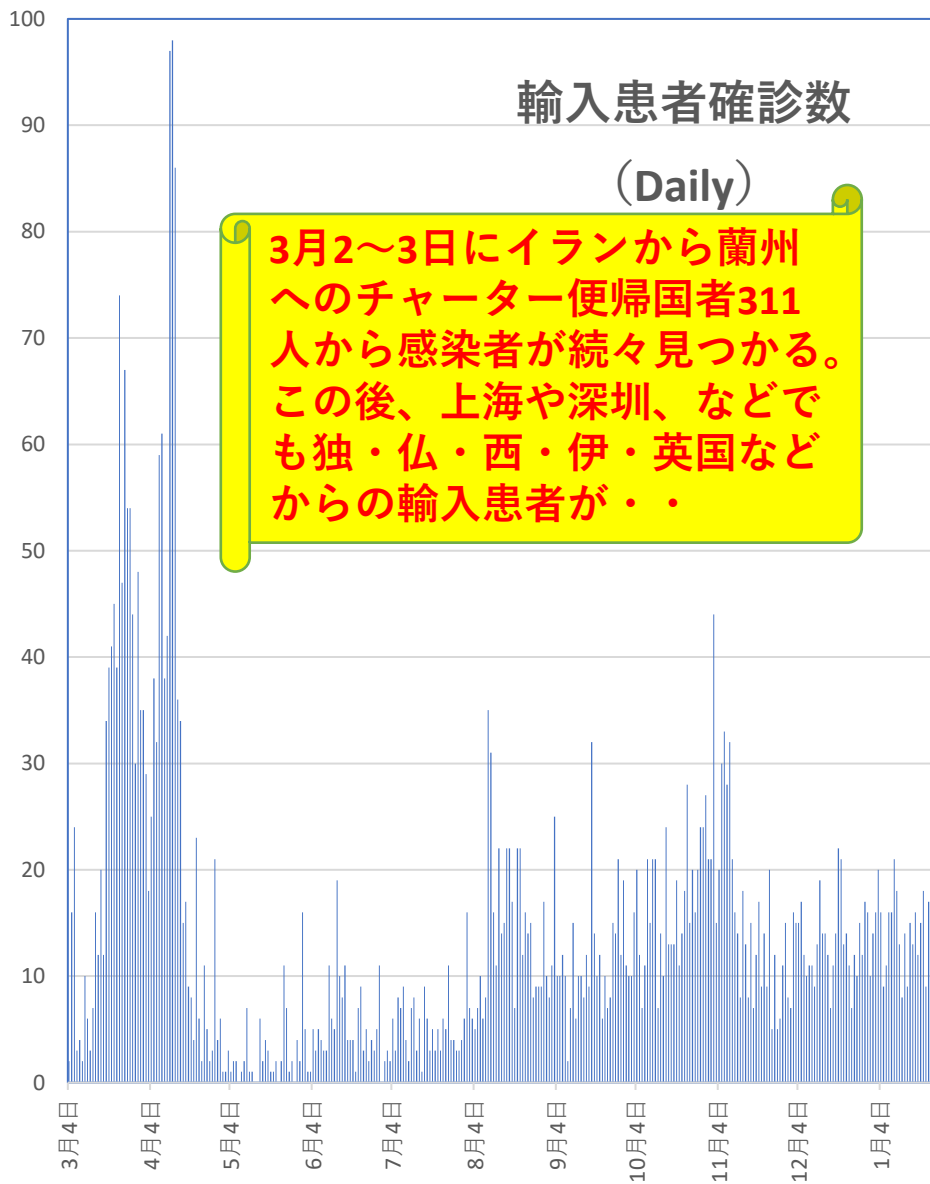 100
90
80
70
60
50
40
30
20
10
0
輸入患者確診数
（Daily）
3月2～3日にイランから蘭州
へのチャーター便帰国者311
人から感染者が続々見つかる。
この後、上海や深圳、などで
も独・仏・西・伊・英国など
からの輸入患者が・・
3月4日
4月4日
5月4日
6月4日
7月4日
8月4日
9月4日
10月4日
11月4日
12月4日
1月4日